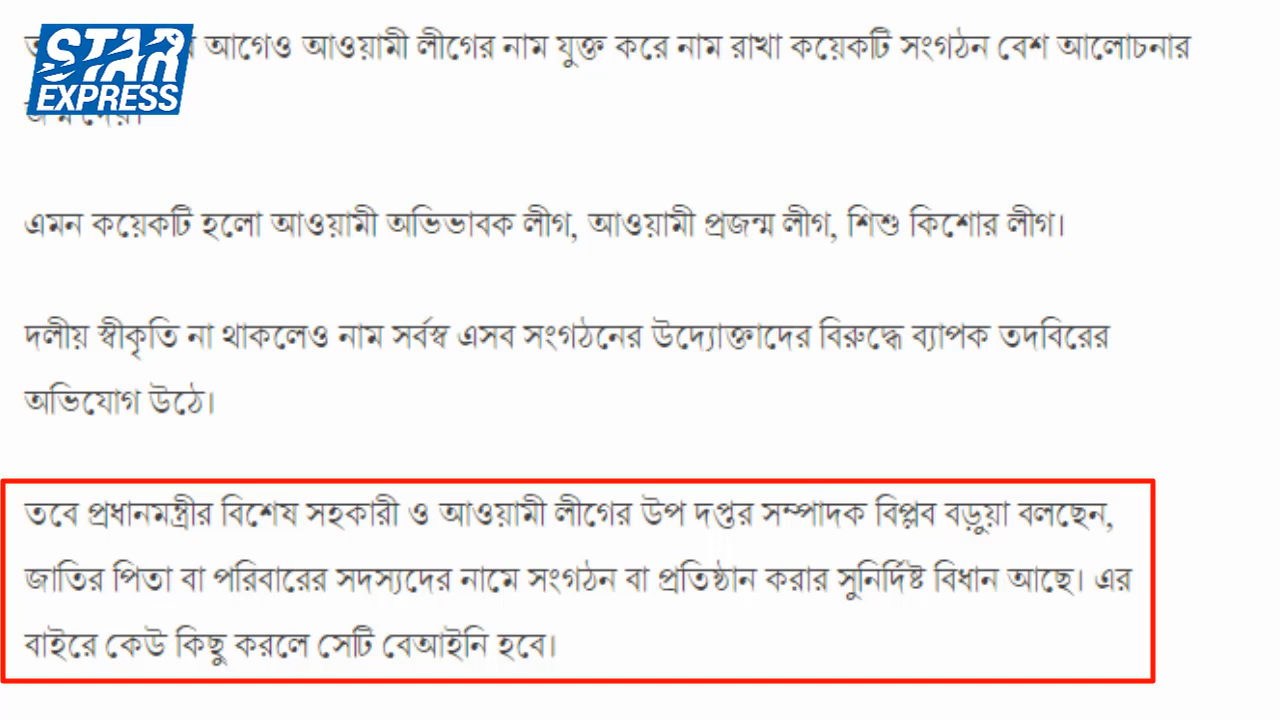 STAR
EXPRESS
আগেও আওয়ামী লীগের নাম যুক্ত করে নাম রাখা কয়েকটি সংগঠন বেশ আলোচনার
এমন কয়েকটি হলো আওয়ামী অভিভাবক লীগ, আওয়ামী প্রজন্ম লীগ, শিশু কিশোর লীগ।
দলীয় স্বীকৃতি না থাকলেও নাম সর্বস্ব এসব সংগঠনের উদ্যোক্তাদের বিরুদ্ধে ব্যাপক তদবিরের
অভিযোগ উঠে।
তবে প্রধানমন্ত্রীর বিশেষ সহকারী ও আওয়ামী লীগের উপ দপ্তর সম্পাদক বিপ্লব বড়ুয়া বলছেন,
জাতির পিতা বা পরিবারের সদস্যদের নামে সংগঠন বা প্রতিষ্ঠান করার সুনির্দিষ্ট বিধান আছে। এর
বাইরে কেউ কিছু করলে সেটি বেআইনি হবে।